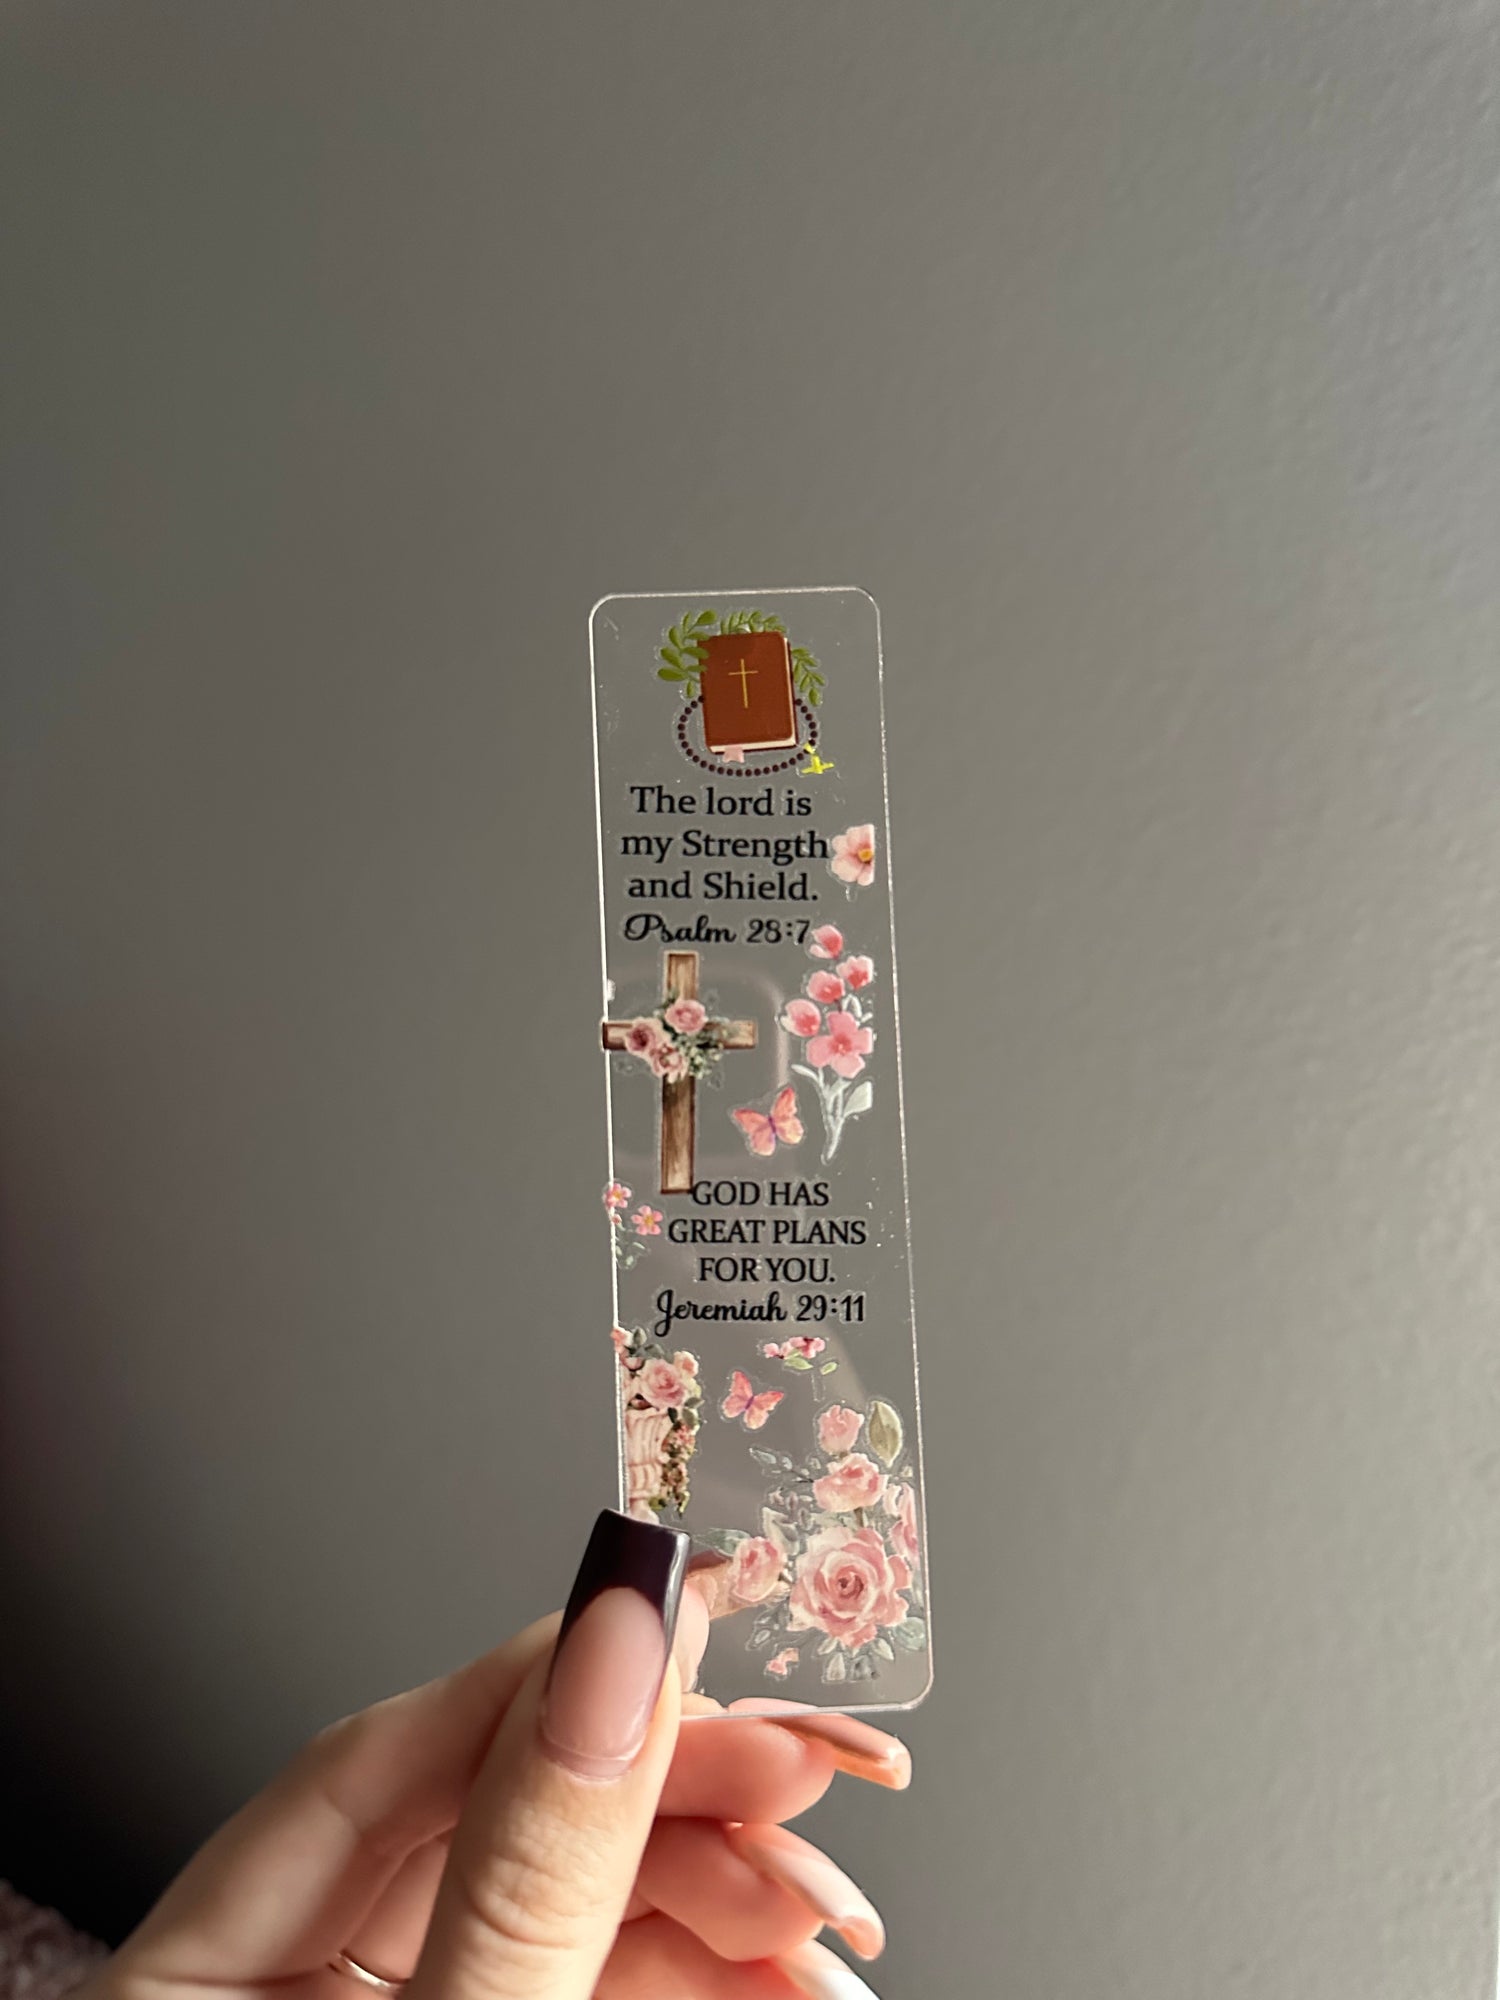 The lord is
my Strength
and Shield.
Psalm 28:7
GOD HAS
GREAT PLANS
FOR YOU.
Jeremiah 29:11